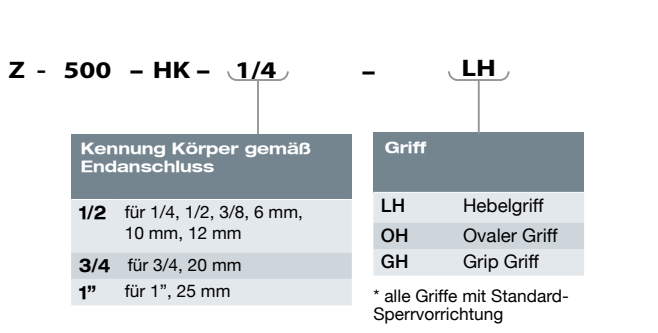 Z - 500 – HK – 1/4 – LH
Kennung Körper gemäß
Endanschluss
1/2 für 1/4, 1/2, 3/8, 6 mm,
10 mm, 12 mm
3/4 für 3/4, 20 mm
1” für 1”, 25 mm
Griff
LH Hebelgriff
OH Ovaler Griff
GH Grip Griff
* alle Griffe mit Standard-
Sperrvorrichtung